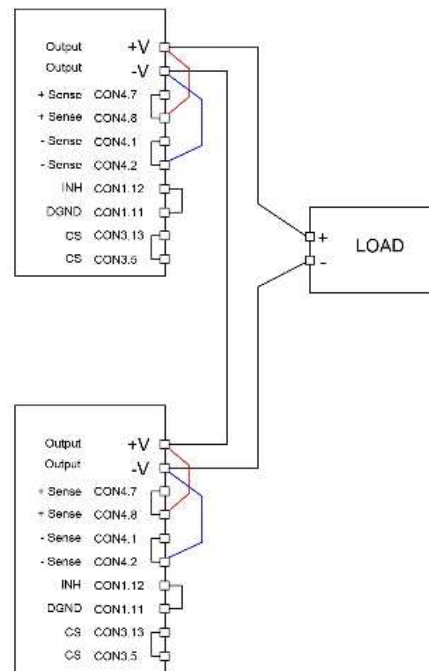 Output +V
Output -V
+ Sense CON4.7
+ Sense CON4.8
- Sense CON4.1
- Sense CON4.2
INH CON1.12
DGND CON1.11
CS CON3.13
CS CON3.5
+ LOAD
-
Output +V
Output -V
+ Sense CON4.7
+ Sense CON4.8
- Sense CON4.1
- Sense CON4.2
INH CON1.12
DGND CON1.11
CS CON3.13
CS CON3.5